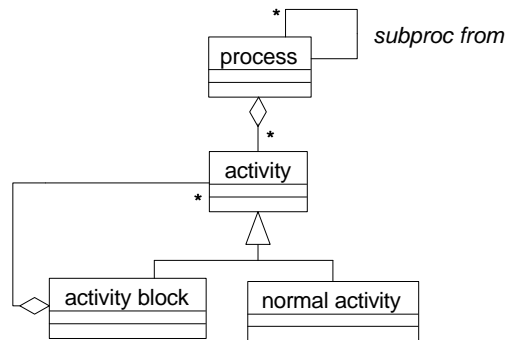 *
subproc from
process
*
activity
*
activity block
normal activity